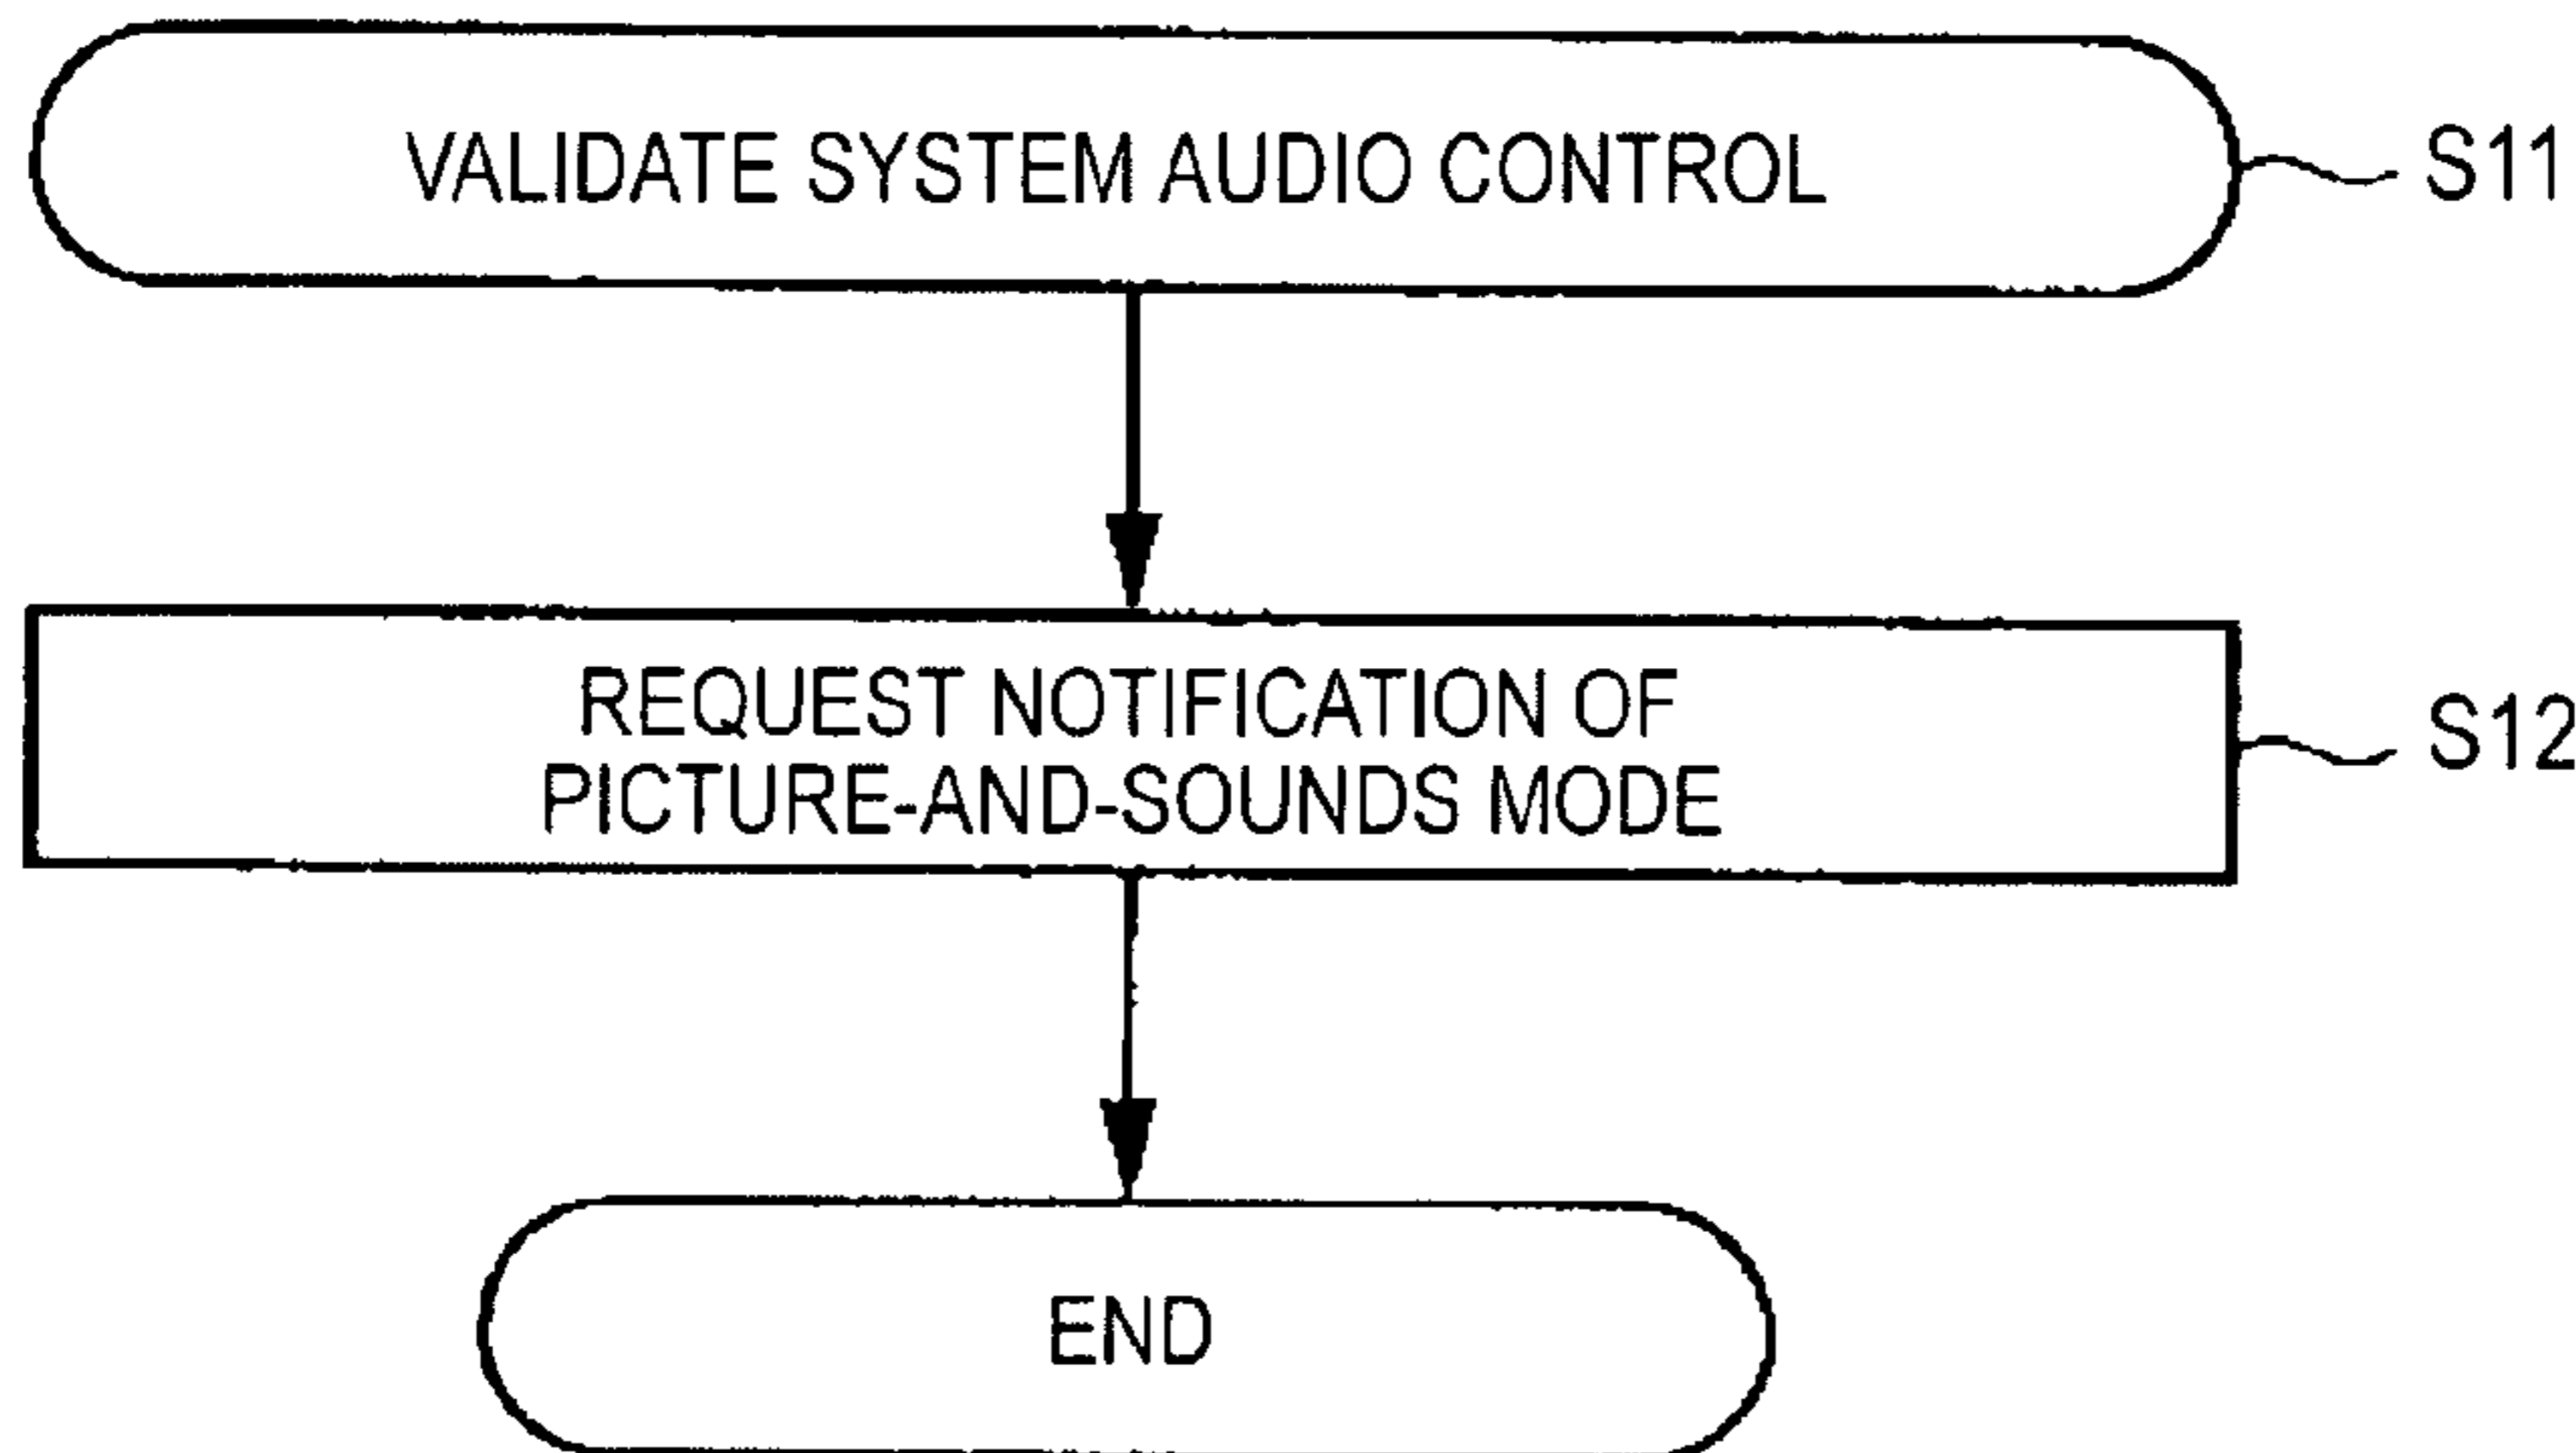 VALIDATE SYSTEM AUDIO CONTROL
S11
REQUEST NOTIFICATION OF
PICTURE-AND-SOUNDS MODE
S12
END